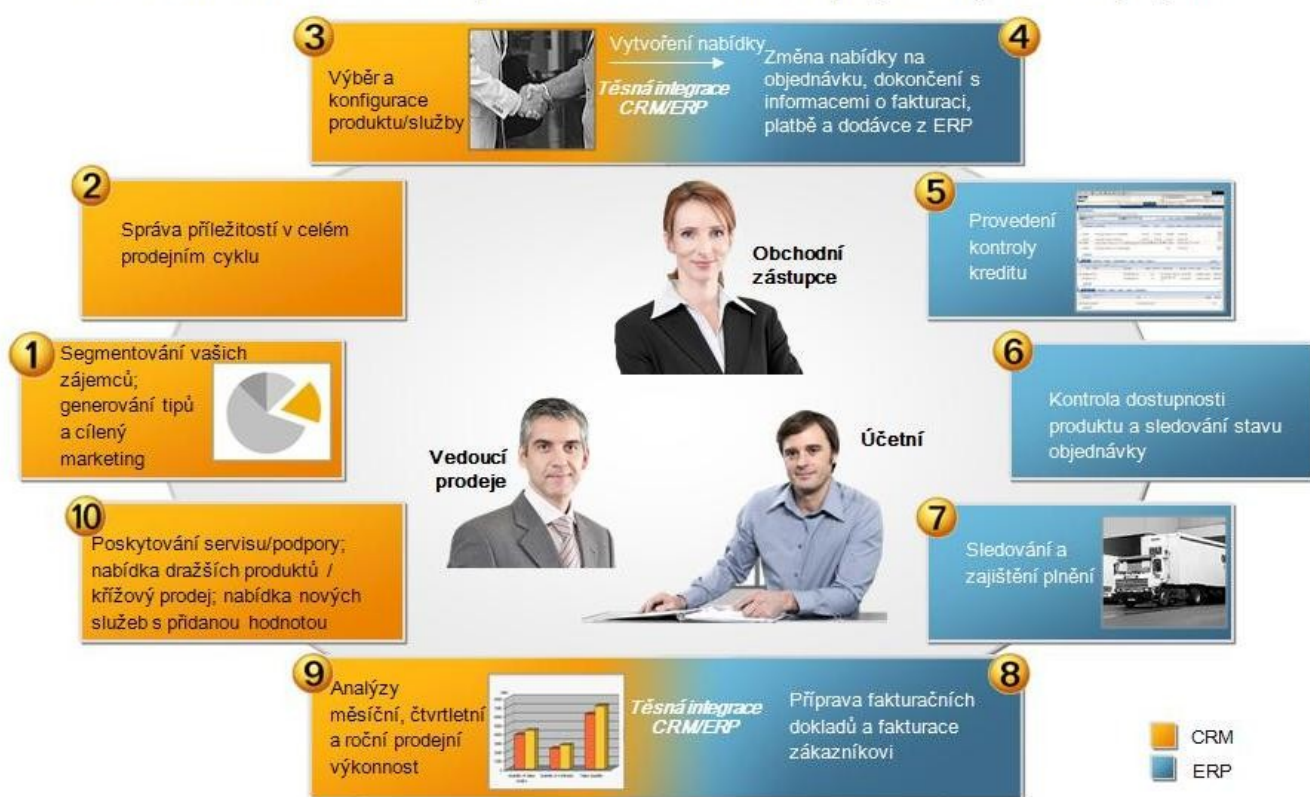 3
Výběr a
konfigurace
produktu/služby
Vytvoření nabídky
Těsná integrace
CRM/ERP
4
Změna nabídky na
objednávku, dokončení s
informacemi o fakturaci,
platbě a dodávce z ERP
2
Správa příležitostí v celém
prodejním cyklu
5
Provedení
kontroly
kreditu
Obchodní
zástupce
1
Segmentování vašich
zájemců;
generování tipů
a cílený
marketing
6
Kontrola dostupnosti
produktu a sledování stavu
objednávky
Vedoucí
prodeje
Účetní
10
Poskytování servisu/podpory;
nabídka dražších produktů /
křížový prodej; nabídka nových
služeb s přidanou hodnotou
7
Sledování a
zajištění plnění
9
Analýzy
měsíční, čtvrtletní
a roční prodejní
výkonnost
Těsná integrace
CRM/ERP
8
Příprava fakturačních
dokladů a fakturace
zákazníkovi
CRM
ERP